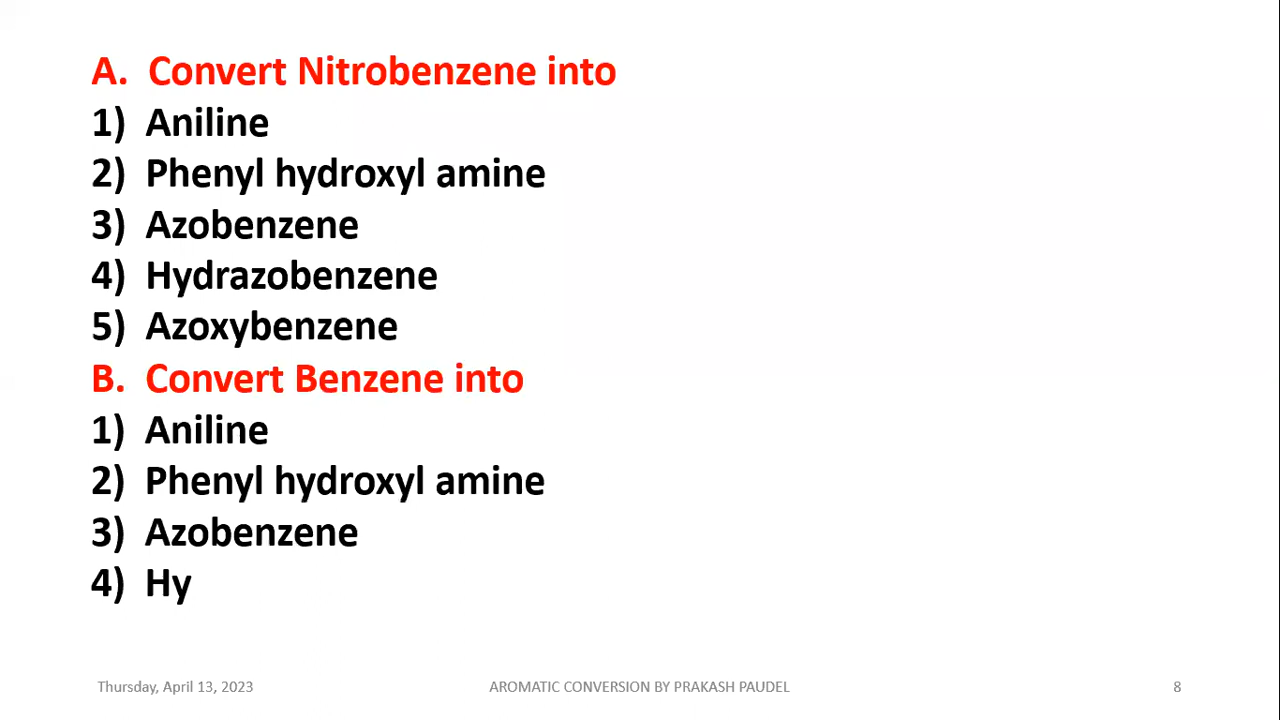 A. Convert Nitrobenzene into
1) Aniline
2) Phenyl hydroxyl amine
3) Azobenzene
4) Hydrazobenzene
5) Azoxybenzene
B. Convert Benzene into
1) Aniline
2) Phenyl hydroxyl amine
3) Azobenzene
4) Hy
Thursday, April 13, 2023 AROMATIC CONVERSION BY PRAKASH PAUDEL 8